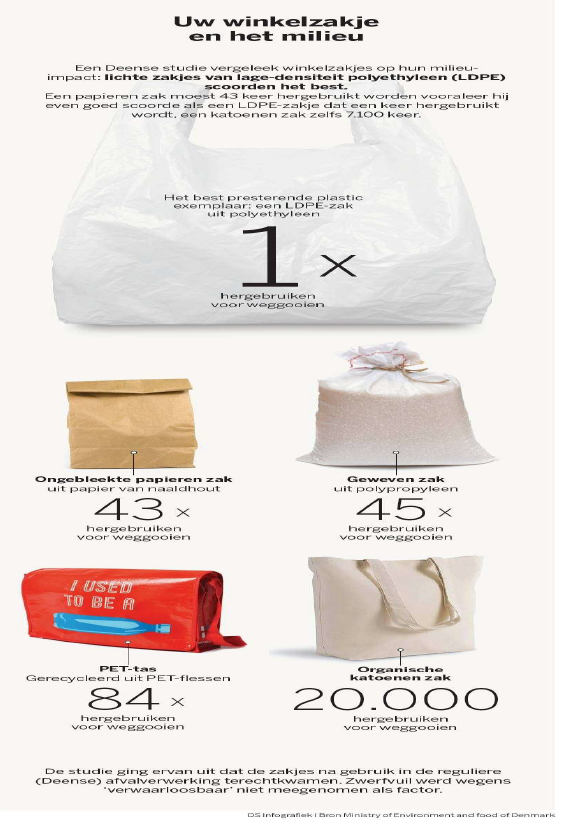 Uw winkelzakje
en het milieu
Een Deense studie vergeleek winkelzakjes op hun milieu-
impact: lichte zakjes van lage-densiteit polyethyleen (LDPE)
scoorden het best.
Een papieren zak moest 43 keer hergebruikt worden vooraleer hij
even goed scoorde als een LDPE-zakje dat een keer hergebruikt
wordt, een katoenen zak zelfs 7.100 keer.
Het best presterende plastic
exemplaar: een LDPE-zak
uit polyethyleen
1 x
hergebruiken
voor weggooien
Ongebleekte papieren zak
uit papier van naaldhout
43 x
hergebruiken
voor weggooien
Geweven zak
uit polypropyleen
45 x
hergebruiken
voor weggooien
I USED
TO BE A
PET-tas
Gerecycleerd uit PET-flessen
84 x
hergebruiken
voor weggooien
Organische
katoenen zak
20.000
hergebruiken
voor weggooien
De studie ging ervan uit dat de zakjes na gebruik in de reguliere
(Deense) afvalverwerking terechtkwamen. Zwerfvuil werd wegens
'verwaarloosbaar' niet meegenomen als factor.
DS Infografiek | Bron Ministry of Environment and food of Denmark